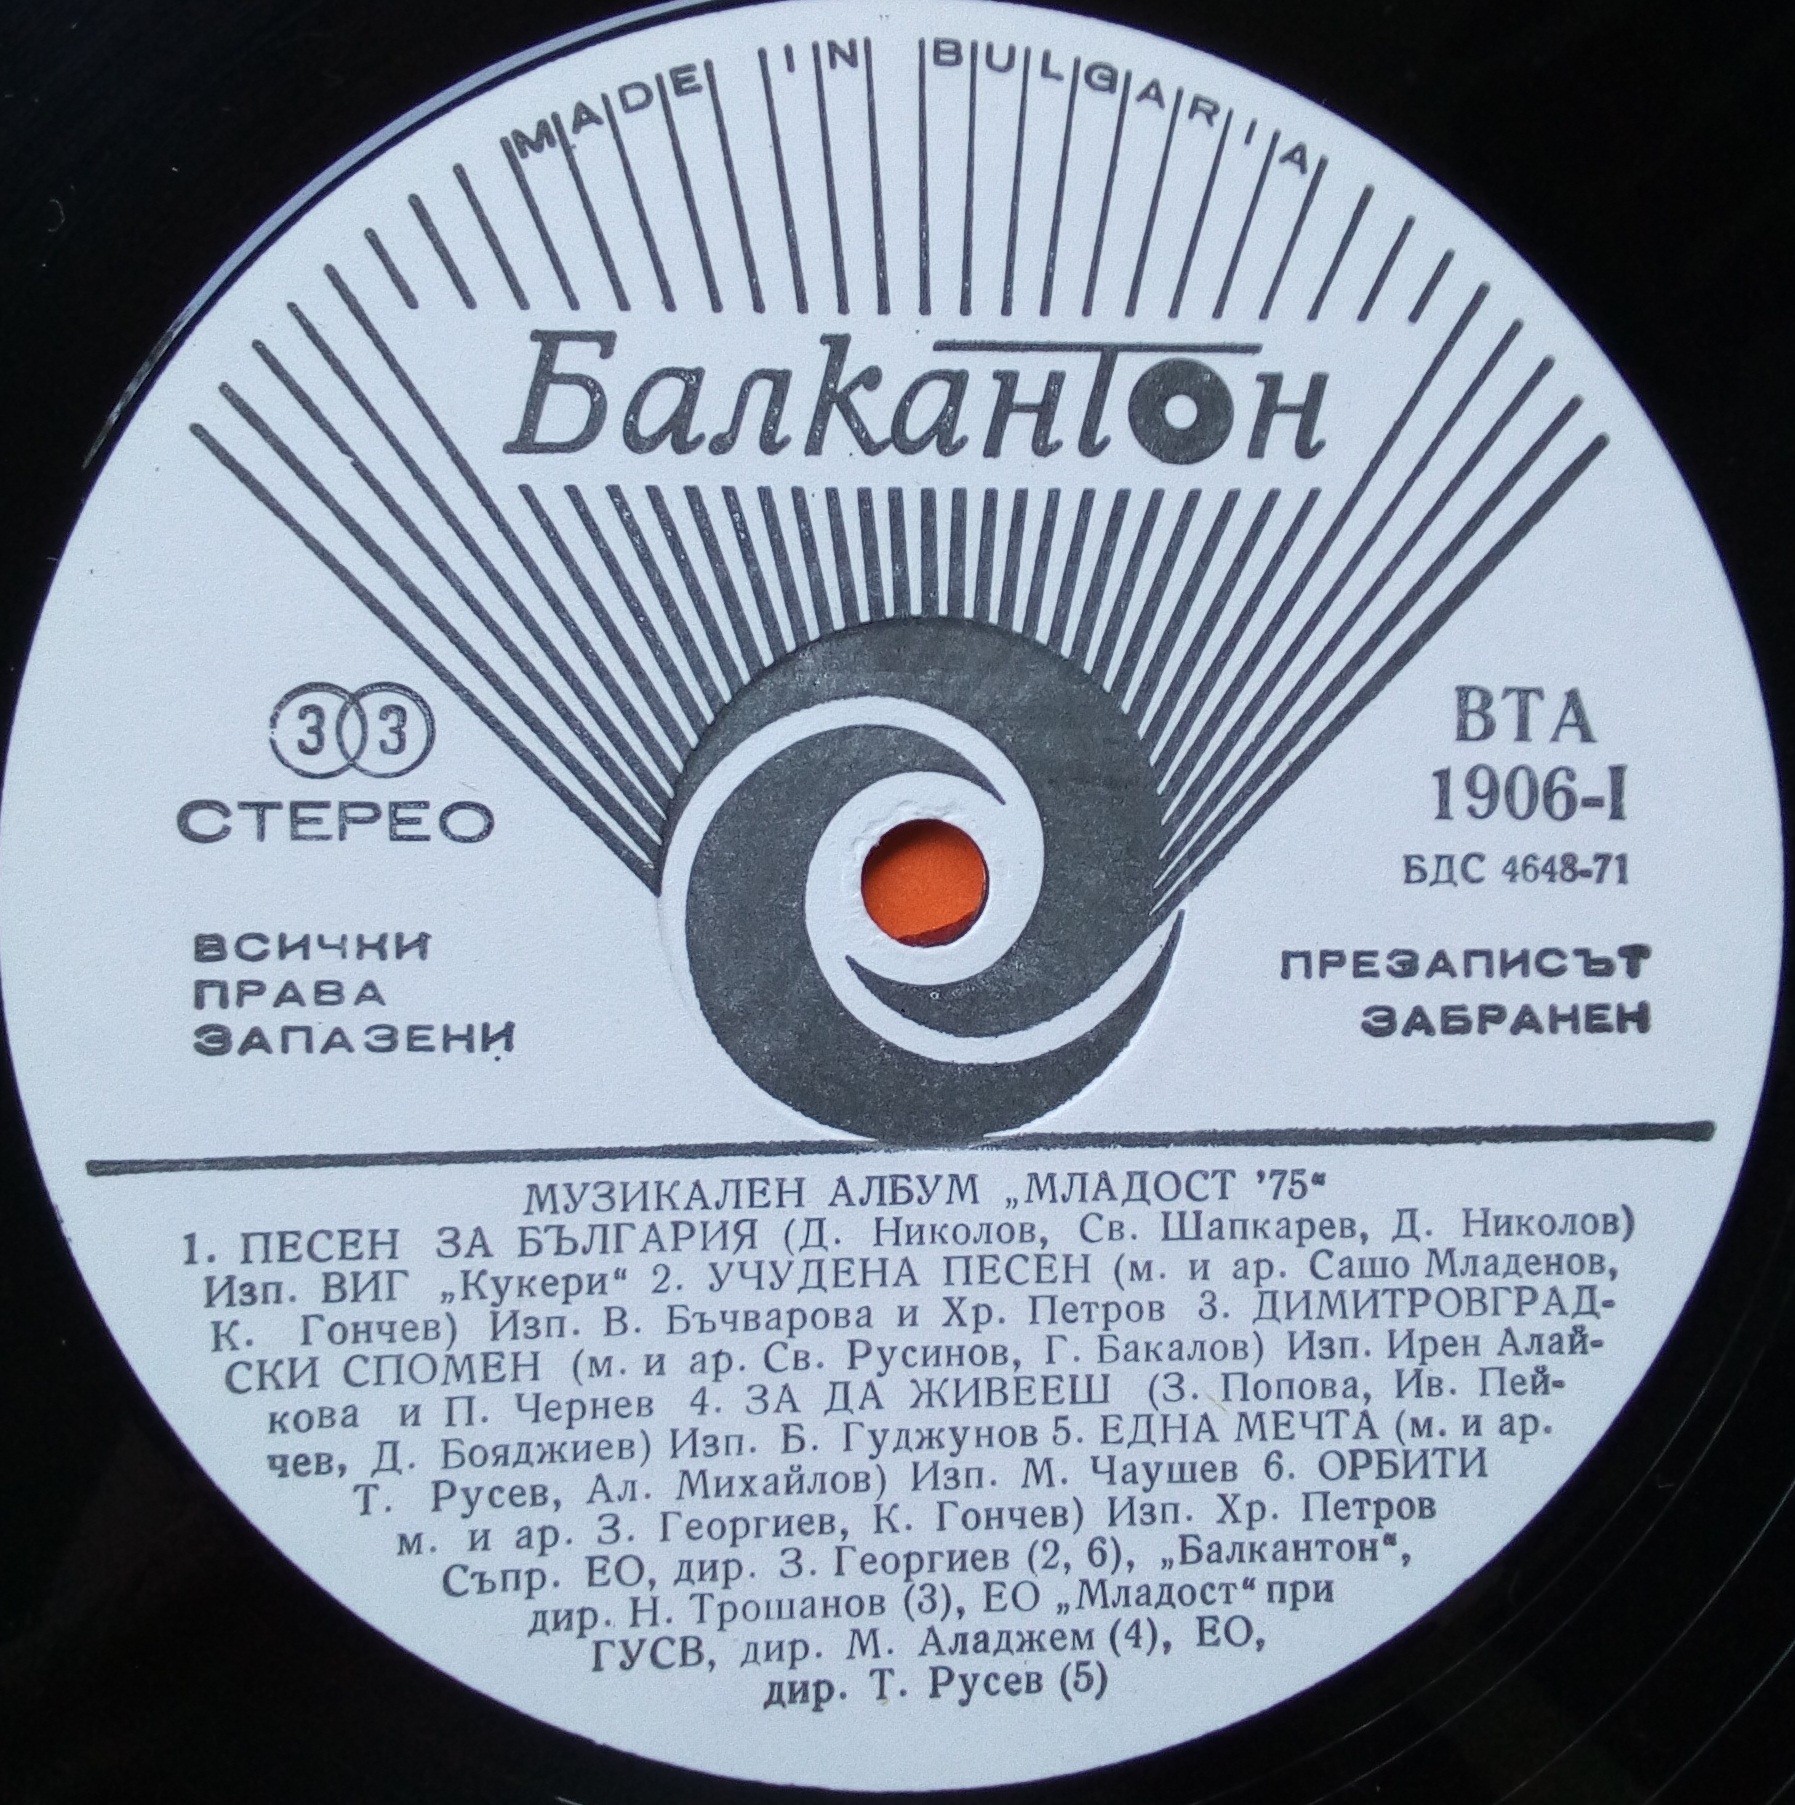 MADE IN BULGARIA
Балкантон
33
СТЕРЕО
ВСИЧКИ
ПРАВА
ЗАПАЗЕНИ
ВТА
1906-I
БДС 4648-71
ПРЕЗАПИСЪТ
ЗАБРАНЕН
МУЗИКАЛЕН АЛБУМ „МЛАДОСТ '75“
1. ПЕСЕН ЗА БЪЛГАРИЯ (Д. Николов, Св. Шапкарев, Д. Николов)
Изп. ВИГ „Кукери“ 2. УЧУДЕНА ПЕСЕН (м. и ар. Сашо Младенов,
К. Гончев) Изп. В. Бъчварова и Хр. Петров 3. ДИМИТРОВГРАД-
СКИ СПОМЕН (м. и ар. Св. Русинов, Г. Бакалов) Изп. Ирен Алай-
кова и П. Чернев 4. ЗА ДА ЖИВЕЕШ (З. Попова, Ив. Пей-
чев, Д. Бояджиев) Изп. Б. Гуджунов 5. ЕДНА МЕЧТА (м. и ар.
Т. Русев, Ал. Михайлов) Изп. М. Чаушев 6. ОРБИТИ
м. и ар. З. Георгиев, К. Гончев) Изп. Хр. Петров
Съпр. ЕО, дир. З. Георгиев (2, 6), „Балкантон“,
дир. Н. Трошанов (3), ЕО „Младост“ при
ГУСВ, дир. М. Аладжем (4), ЕО,
дир. Т. Русев (5)